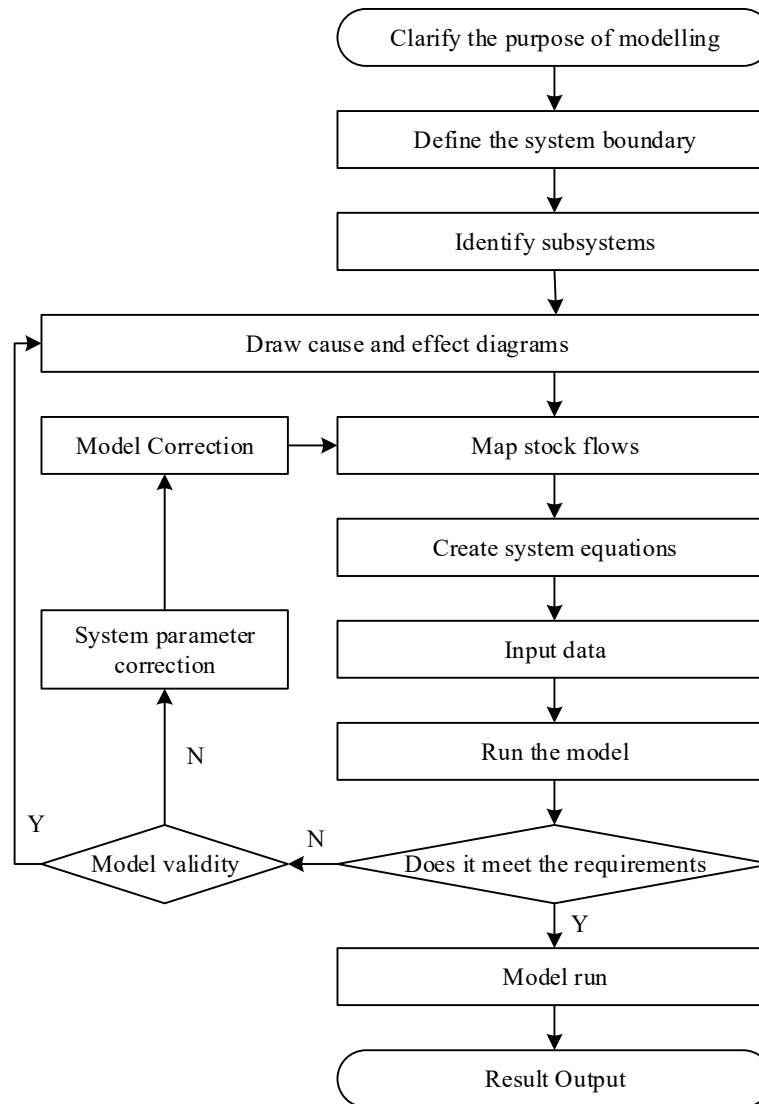 Clarify the purpose of modelling
Define the system boundary
Identify subsystems
Draw cause and effect diagrams
Model Correction
Map stock flows
Create system equations
System parameter
correction
Input data
Run the model
N
Y
N
Model validity
Does it meet the requirements
Y
Model run
Result Output